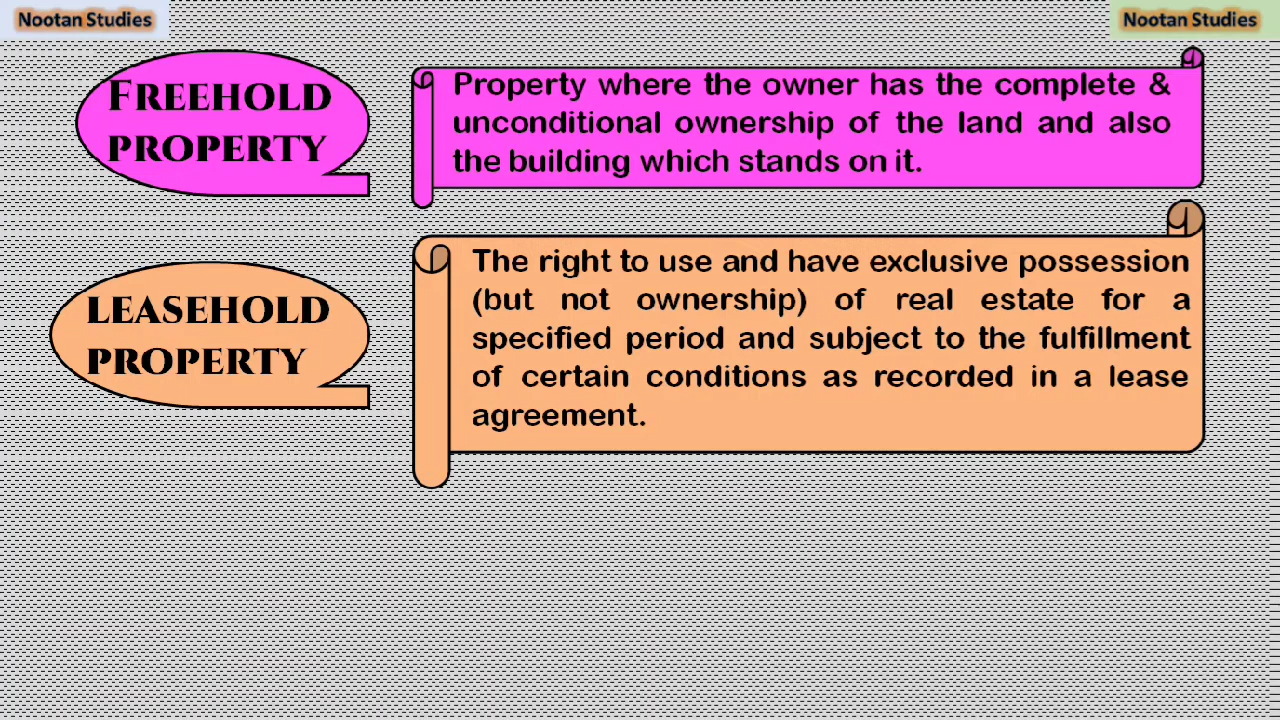 Nootan Studies
Nootan Studies
FREEHOLD
PROPERTY
Property where the owner has the complete &
unconditional ownership of the land and also
the building which stands on it.
LEASEHOLD
PROPERTY
The right to use and have exclusive possession
(but not ownership) of real estate for a
specified period and subject to the fulfillment
of certain conditions as recorded in a lease
agreement.